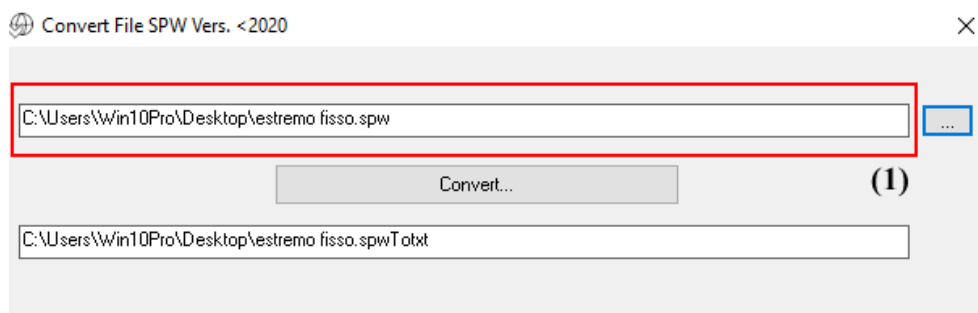 Convert File SPW Vers. <2020
C:\Users\Win10Pro\Desktop\estremo fisso.spw
...
Convert...
(1)
C:\Users\Win10Pro\Desktop\estremo fisso.spwTotxt